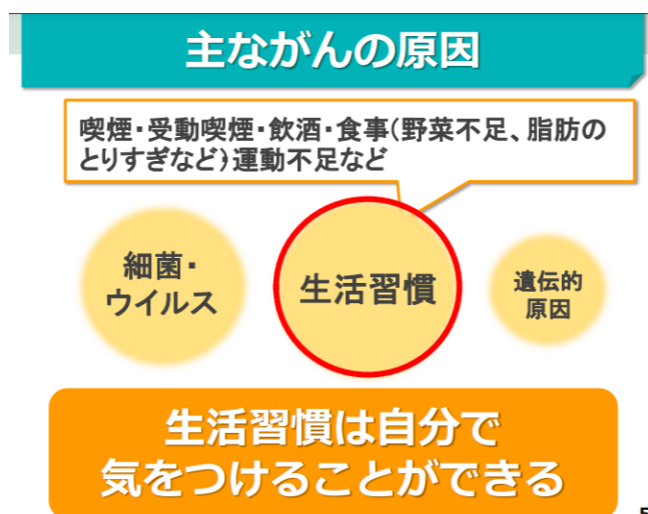 主ながんの原因
喫煙・受動喫煙・飲酒・食事(野菜不足、脂肪の
とりすぎなど)運動不足など
細菌・
ウイルス
生活習慣
遺伝的
原因
生活習慣は自分で
気をつけることができる
5